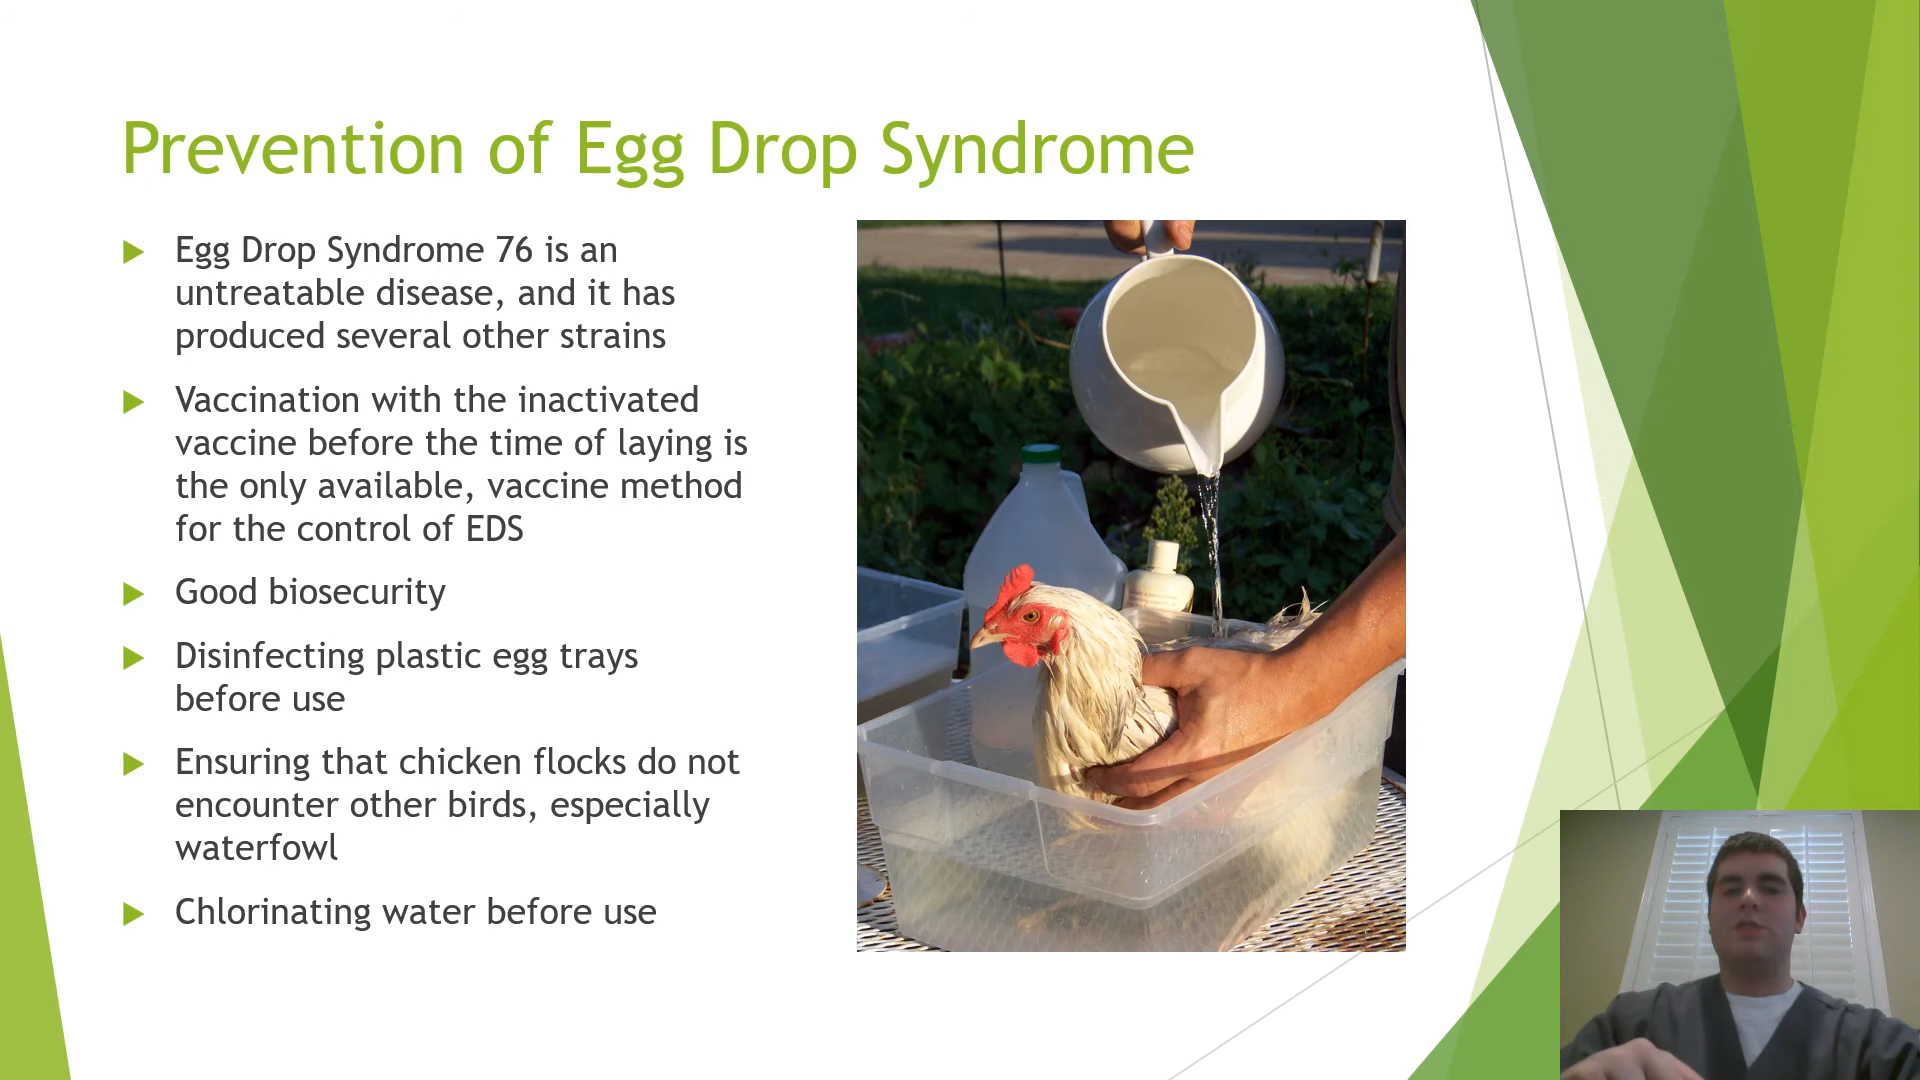 Prevention of Egg Drop Syndrome
Egg Drop Syndrome 76 is an
untreatable disease, and it has
produced several other strains
Vaccination with the inactivated
vaccine before the time of laying is
the only available, vaccine method
for the control of EDS
Good biosecurity
Disinfecting plastic egg trays
before use
Ensuring that chicken flocks do not
encounter other birds, especially
waterfowl
Chlorinating water before use